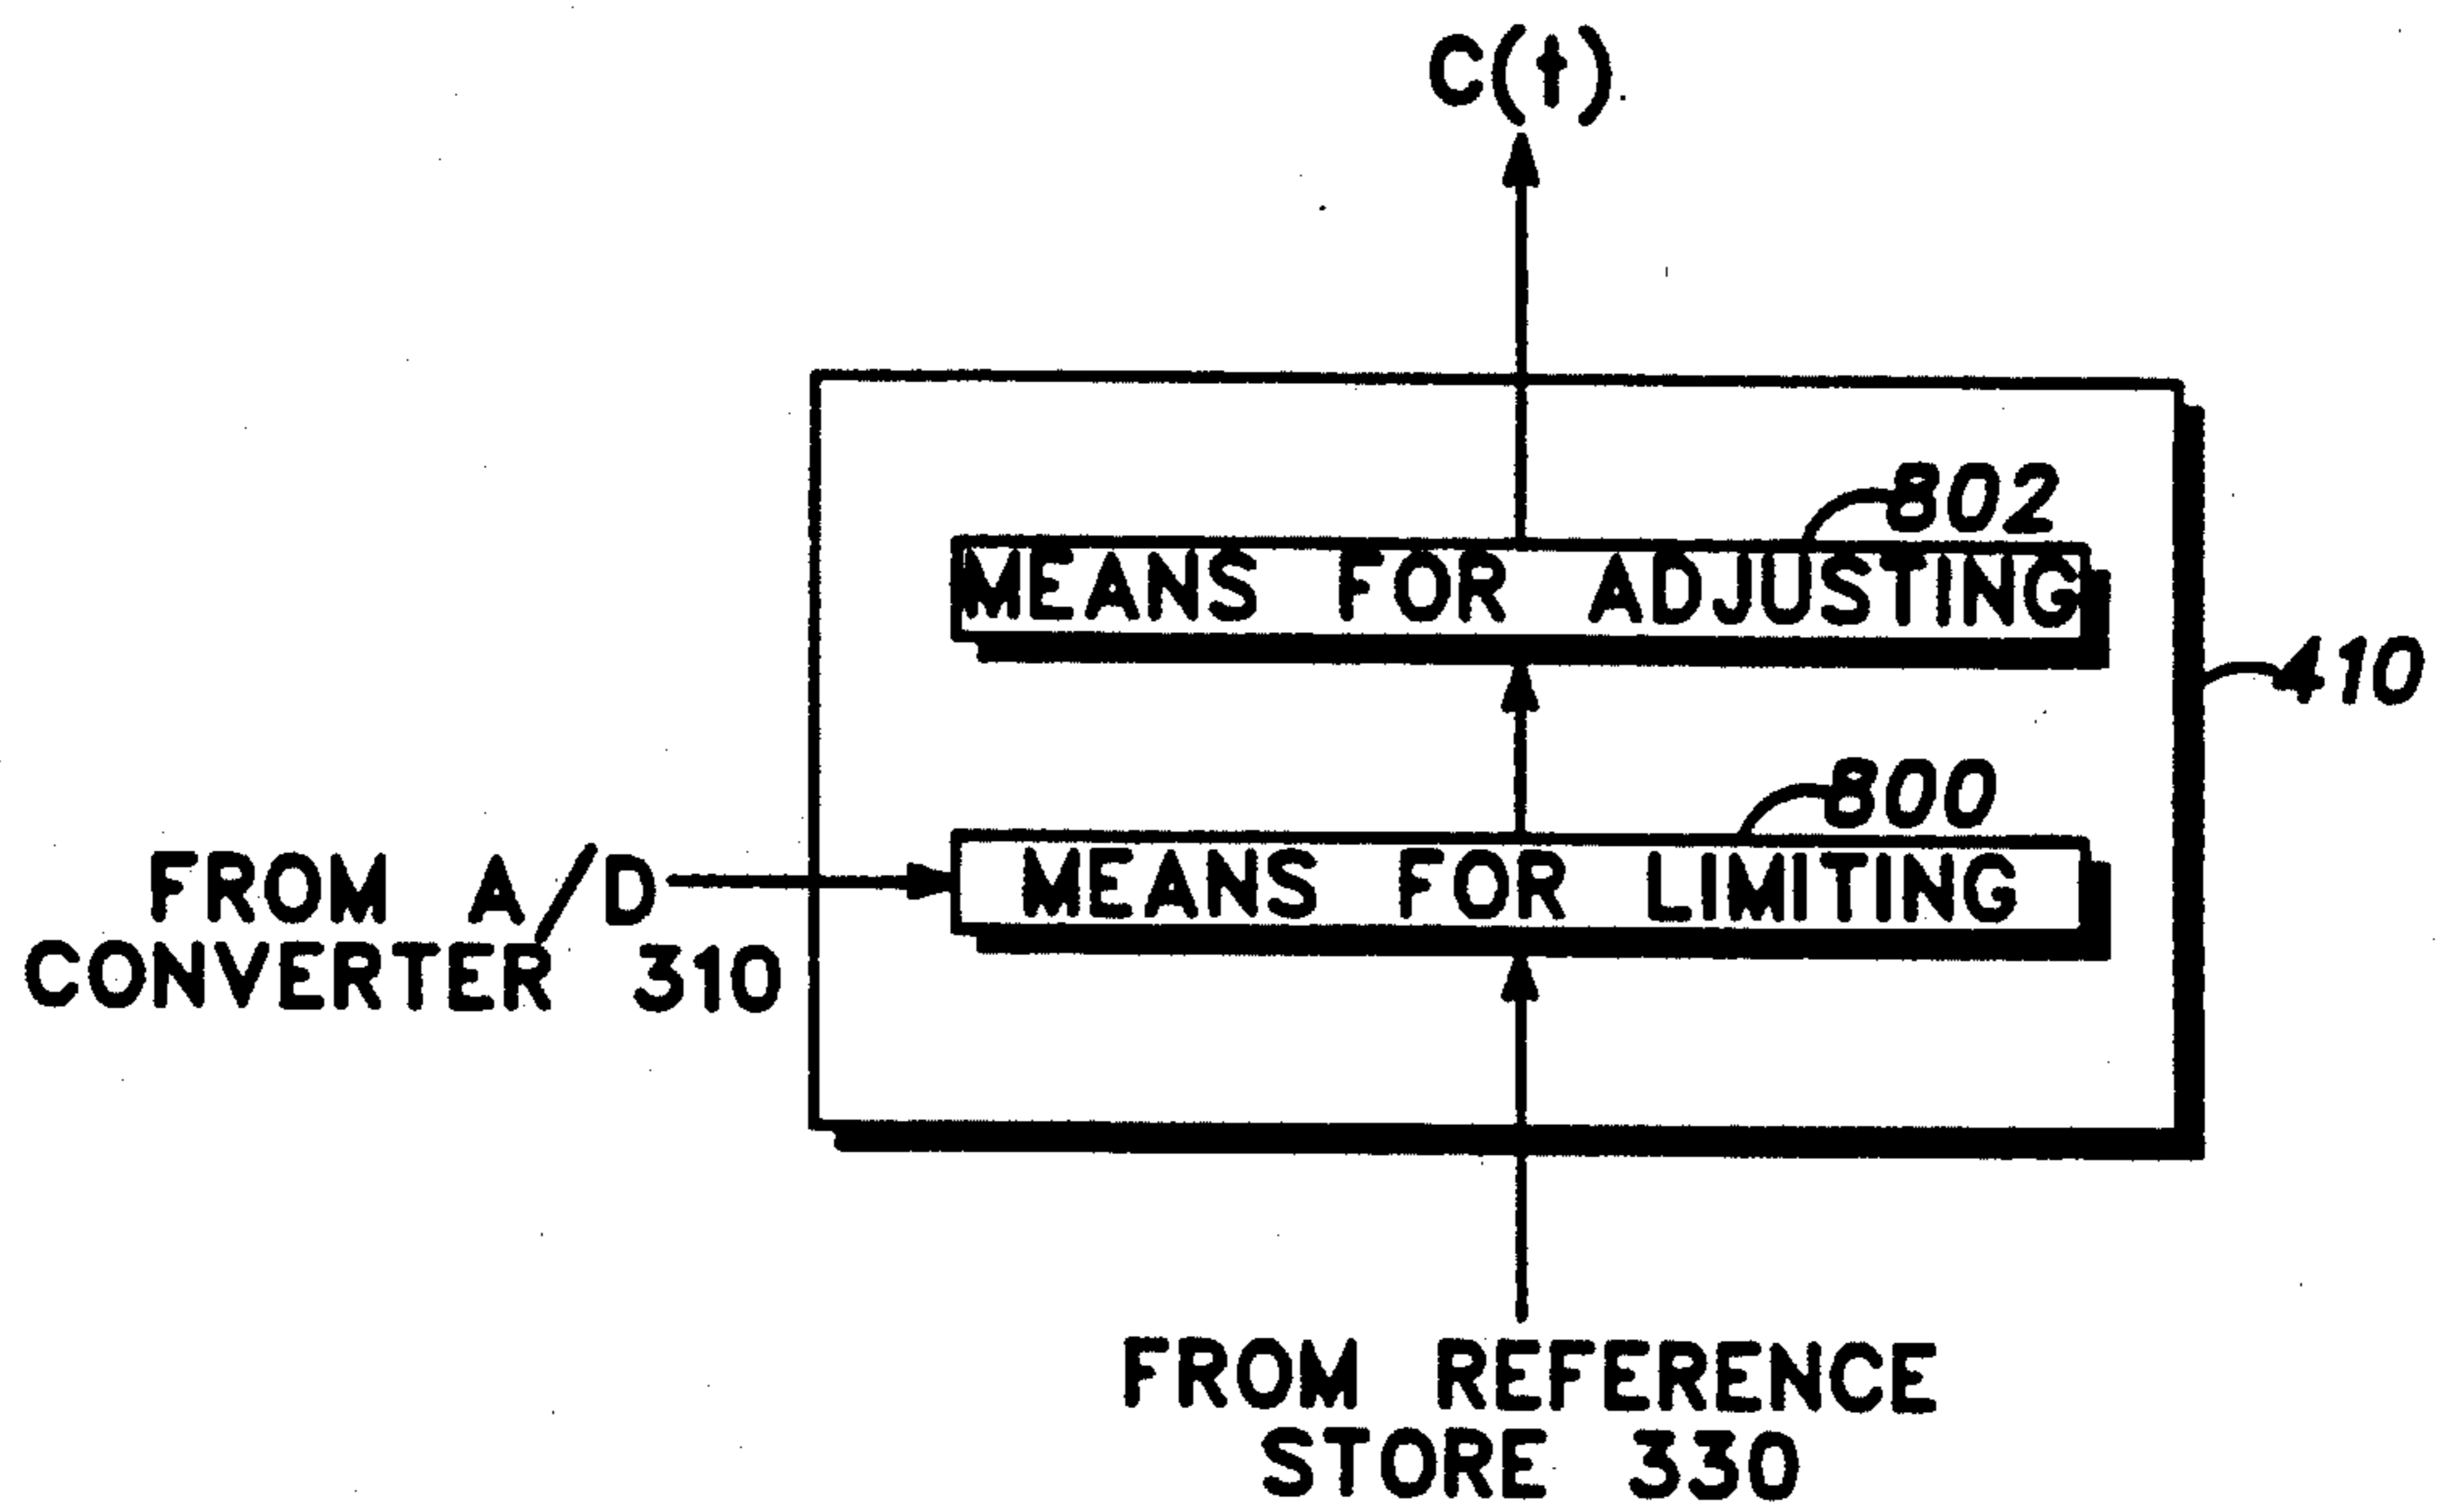 C(t)
802
MEANS FOR ADJUSTING
410
800
MEANS FOR LIMITING
FROM A/D
CONVERTER 310
FROM REFERENCE
STORE 330